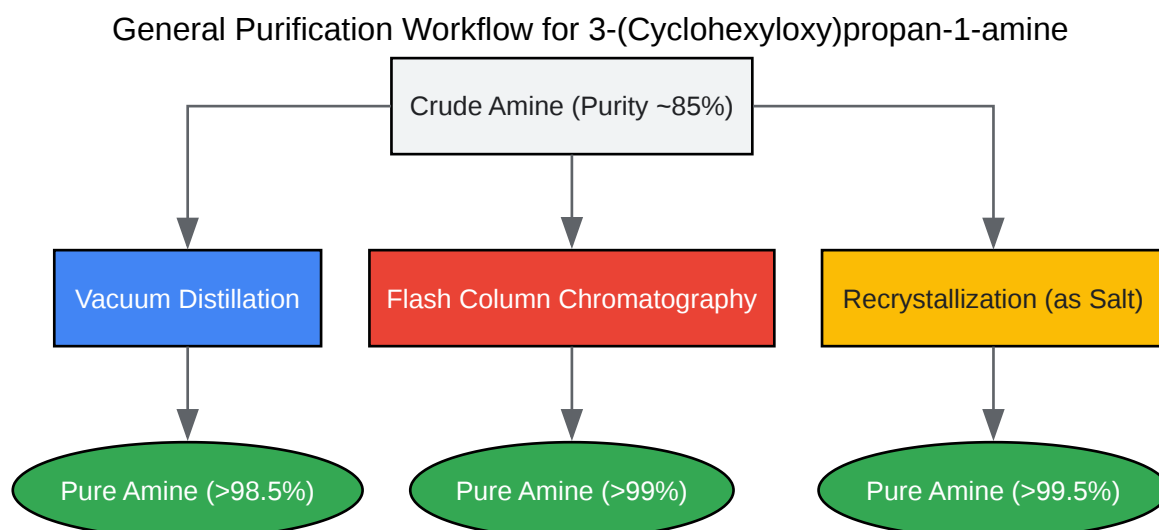 General Purification Workflow for 3-(Cyclohexyloxy)propan-1-amine
Crude Amine (Purity ~85%)
Vacuum Distillation
Flash Column Chromatography
Recrystallization (as Salt)
Pure Amine (>98.5%)
Pure Amine (>99%)
Pure Amine (>99.5%)